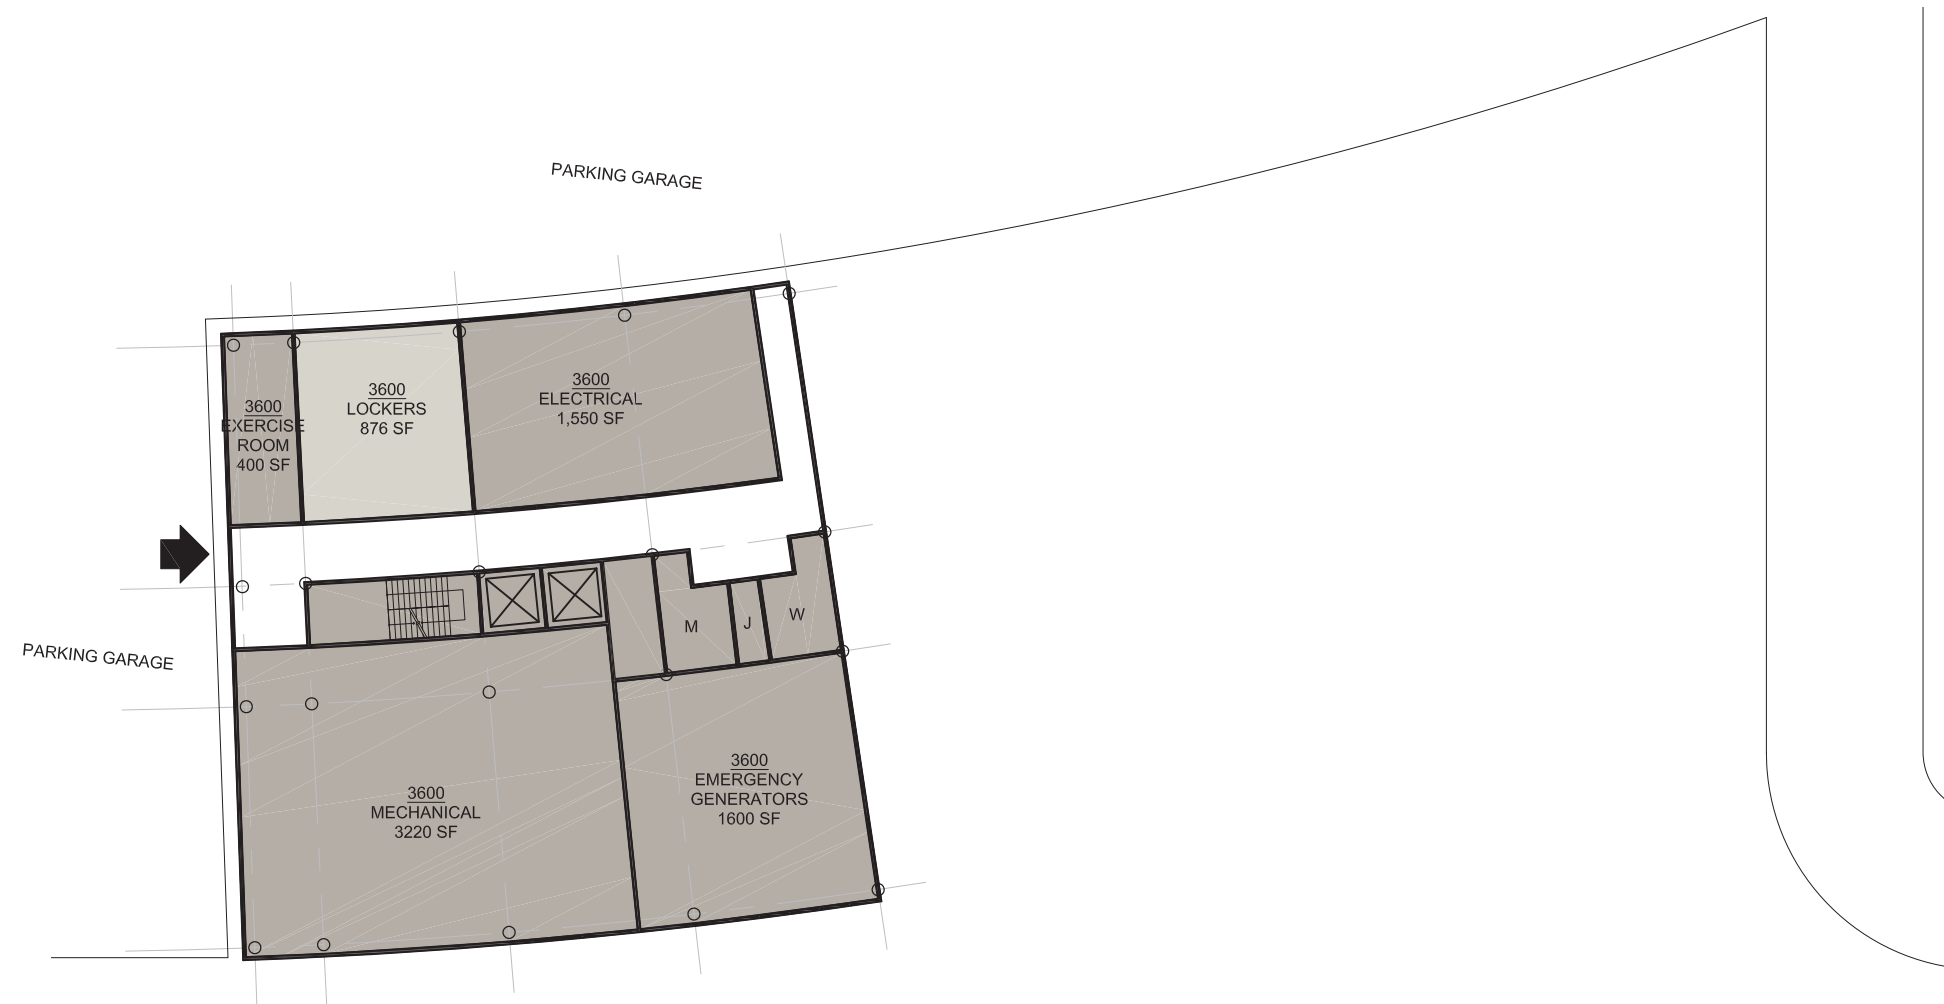 PARKING GARAGE
3600
EXERCISE
ROOM
400 SF
3600
LOCKERS
876 SF
3600
ELECTRICAL
1,550 SF
M
J
W
PARKING GARAGE
3600
MECHANICAL
3220 SF
3600
EMERGENCY
GENERATORS
1600 SF